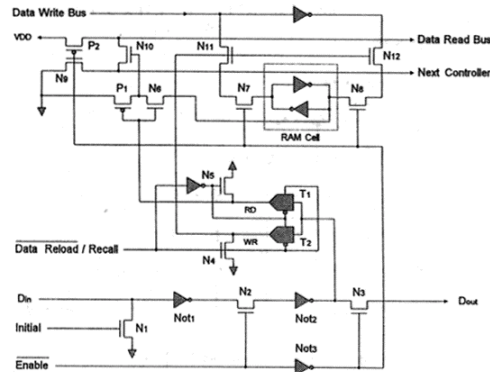 Data Write Bus
VDD
P2
N10
N11
N12
Data Read Bus
Next Controller
N9
P1
N6
N7
N8
RAM Cell
N5
T1
RD
WR
T2
Data Reload / Recall
N4
Din
N2
N3
Dout
Not1
Not2
Initial
N1
Not3
Enable